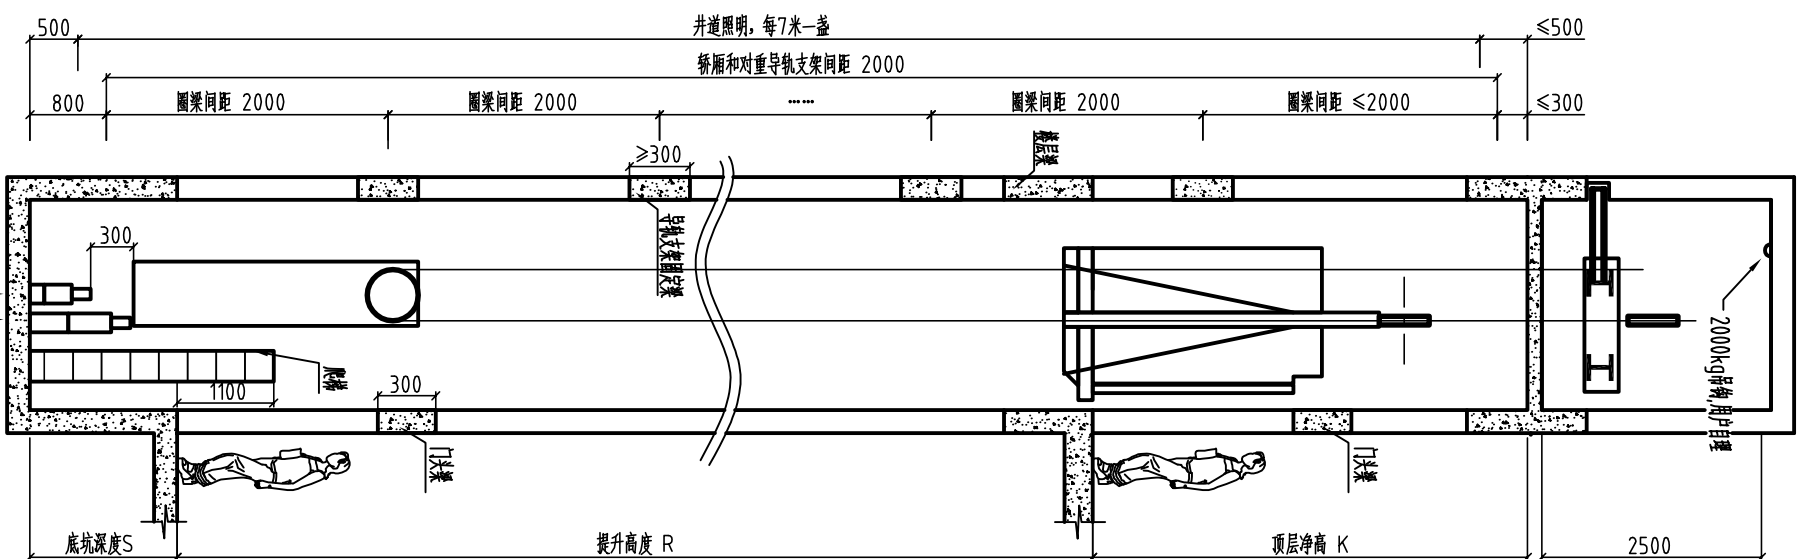 500
井道照明，每7米一盏
≤500
轿厢和对重导轨支架间距 2000
800
圈梁间距 2000
圈梁间距 2000
……
圈梁间距 2000
圈梁间距 ≤2000
≤300
楼层梁
≥300
导轨支架固定梁
300
2000kg吊钩,用户自理
爬梯
1100
300
门头梁
门头梁
底坑深度S
提升高度 R
顶层净高 K
2500